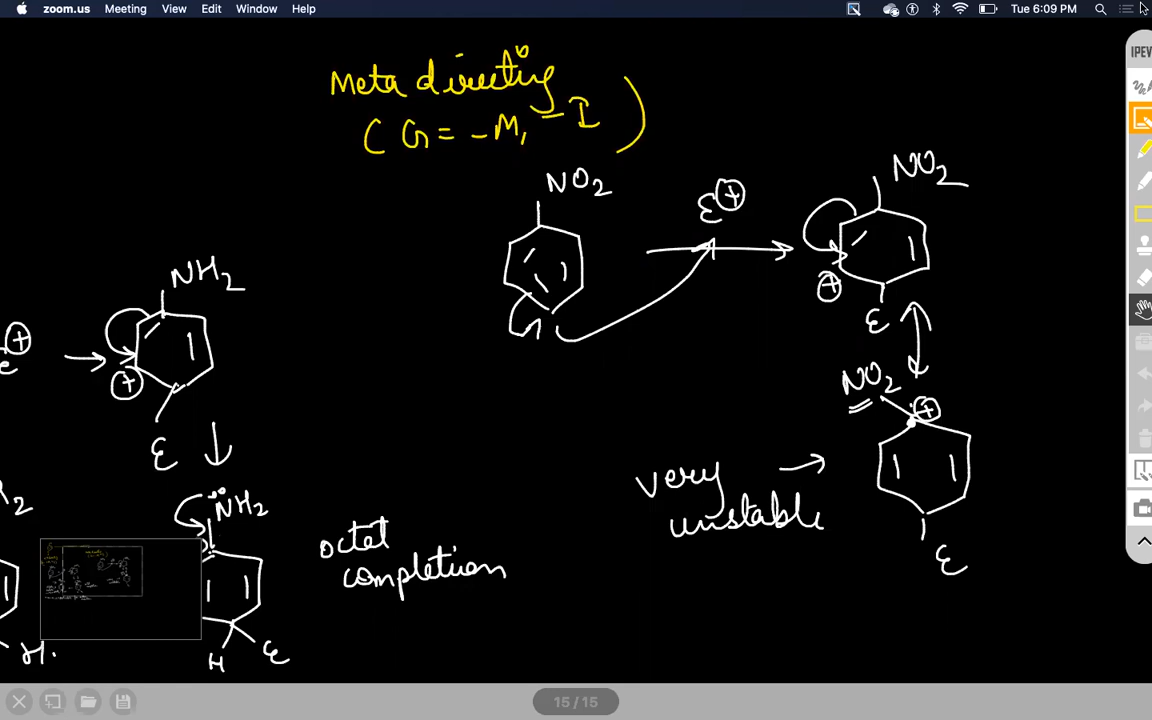 zoom.us Meeting View Edit Window Help Tue 6:09 PM
IPEV
Meta directing
( G = -M, -I )
NO2
E+
NO2
+
E
NH2
+
+
E
NO2
+
very
unstable
E
NH2
octet
completion
H
E
H
15 / 15